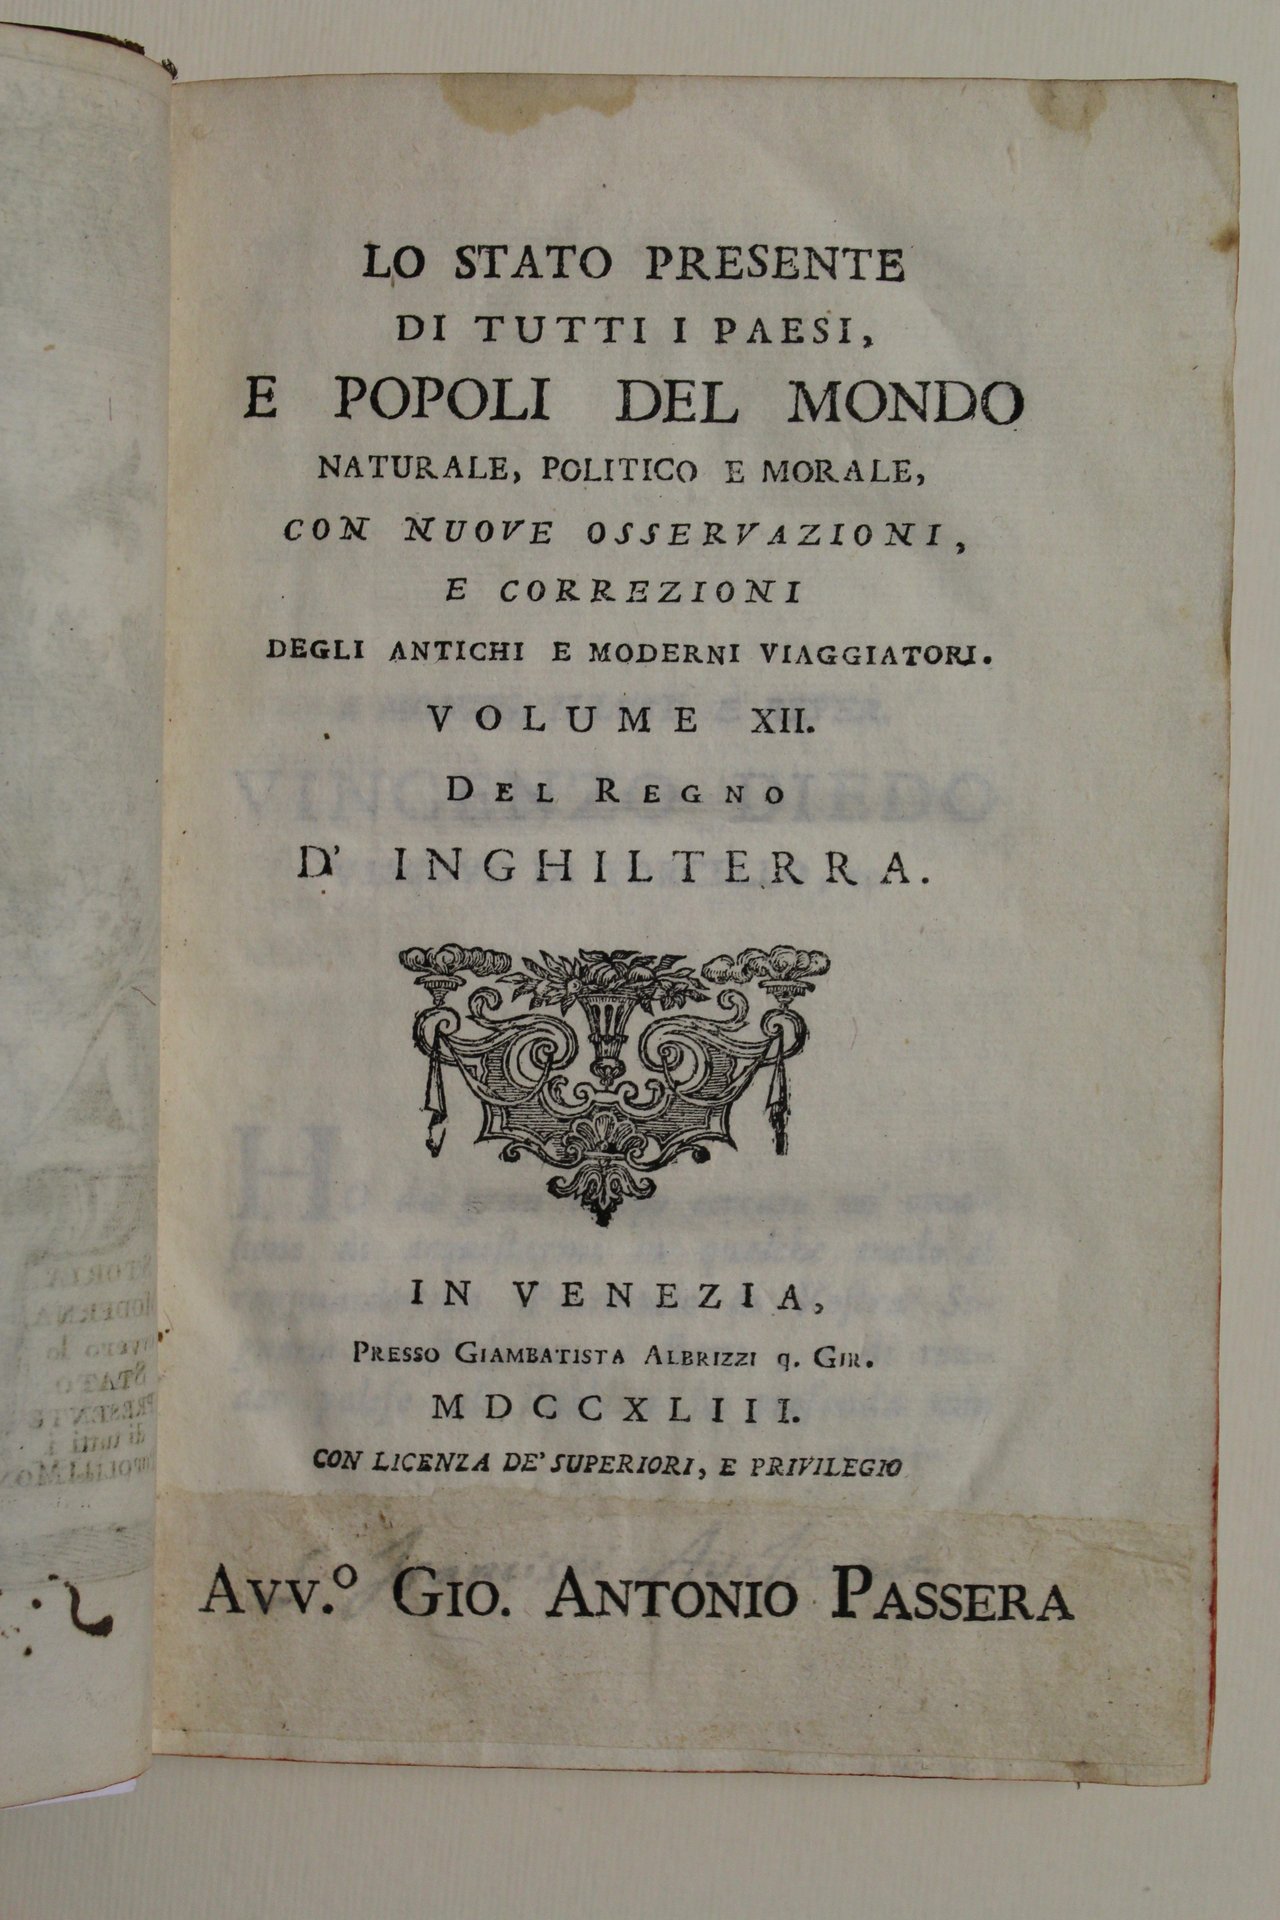 LO STATO PRESENTE
DI TUTTI I PAESI,
E POPOLI DEL MONDO
NATURALE, POLITICO E MORALE,
CON NUOVE OSSERVAZIONI,
E CORREZIONI
DEGLI ANTICHI E MODERNI VIAGGIATORI.
VOLUME XII.
DEL REGNO
D' INGHILTERRA.
IN VENEZIA,
PRESSO GIAMBATISTA ALBRIZZI q. GIR.
MDCCXLIII.
CON LICENZA DE' SUPERIORI, E PRIVILEGIO
AVV.º GIO. ANTONIO PASSERA